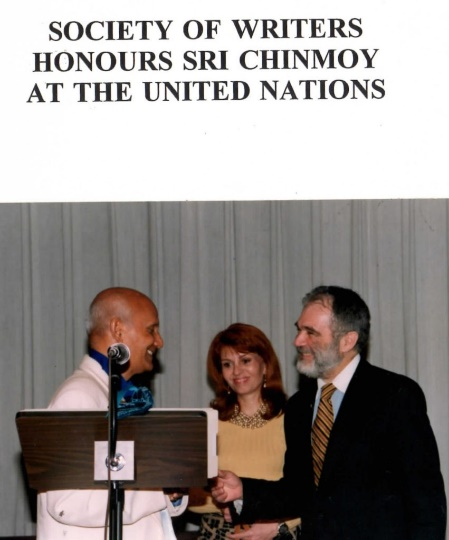 SOCIETY OF WRITERS
HONOURS SRI CHINMOY
AT THE UNITED NATIONS